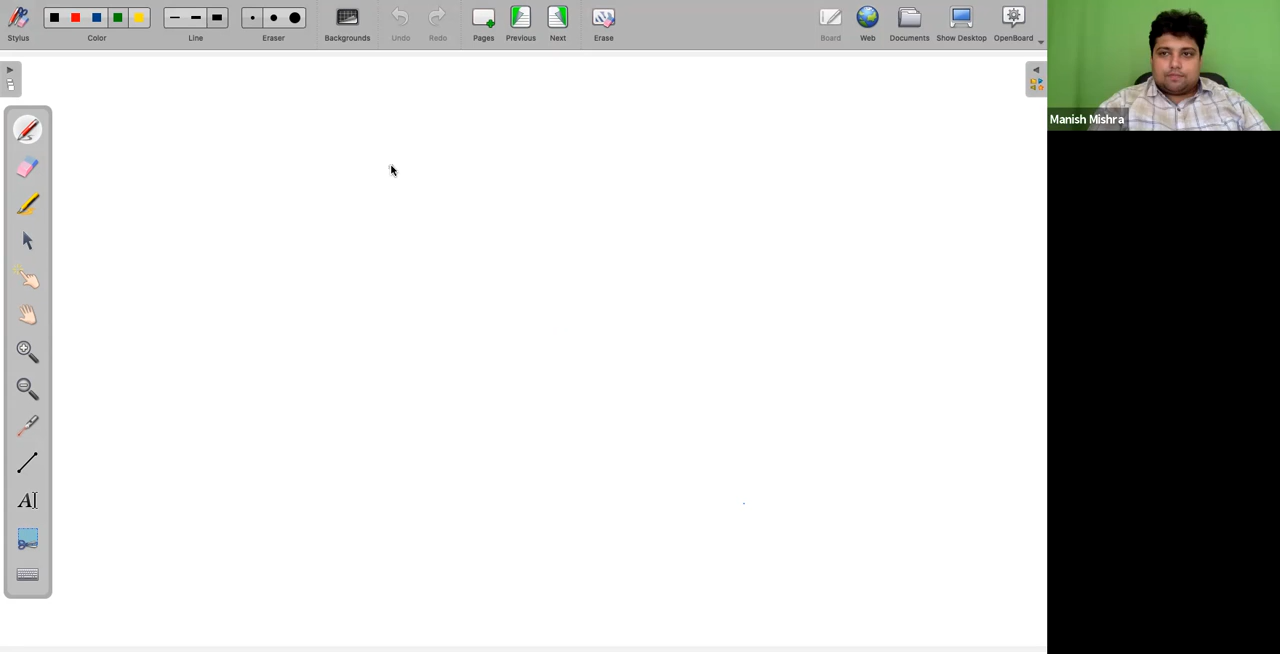 Stylus Color Line Eraser Backgrounds Undo Redo Pages Previous Next Erase Board Web Documents Show Desktop OpenBoard
Manish Mishra
A